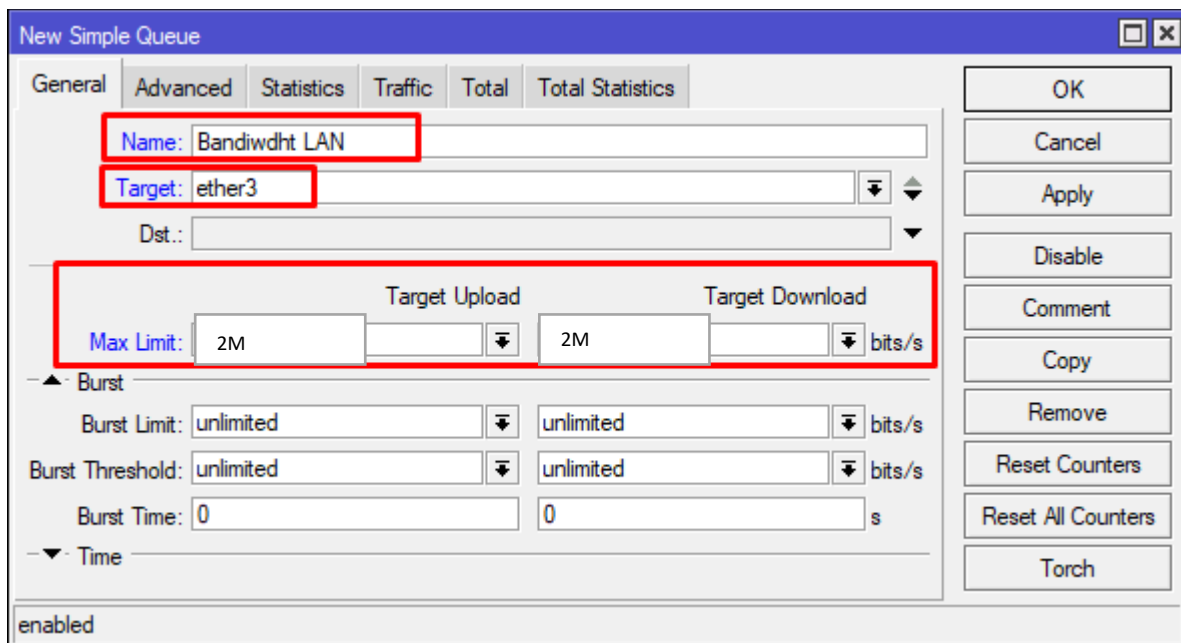 New Simple Queue
General Advanced Statistics Traffic Total Total Statistics
Name: Bandiwdht LAN
Target: ether3
Dst.:
Target Upload Target Download
Max Limit: 2M 2M bits/s
Burst
Burst Limit: unlimited unlimited bits/s
Burst Threshold: unlimited unlimited bits/s
Burst Time: 0 0 s
Time
enabled
OK
Cancel
Apply
Disable
Comment
Copy
Remove
Reset Counters
Reset All Counters
Torch